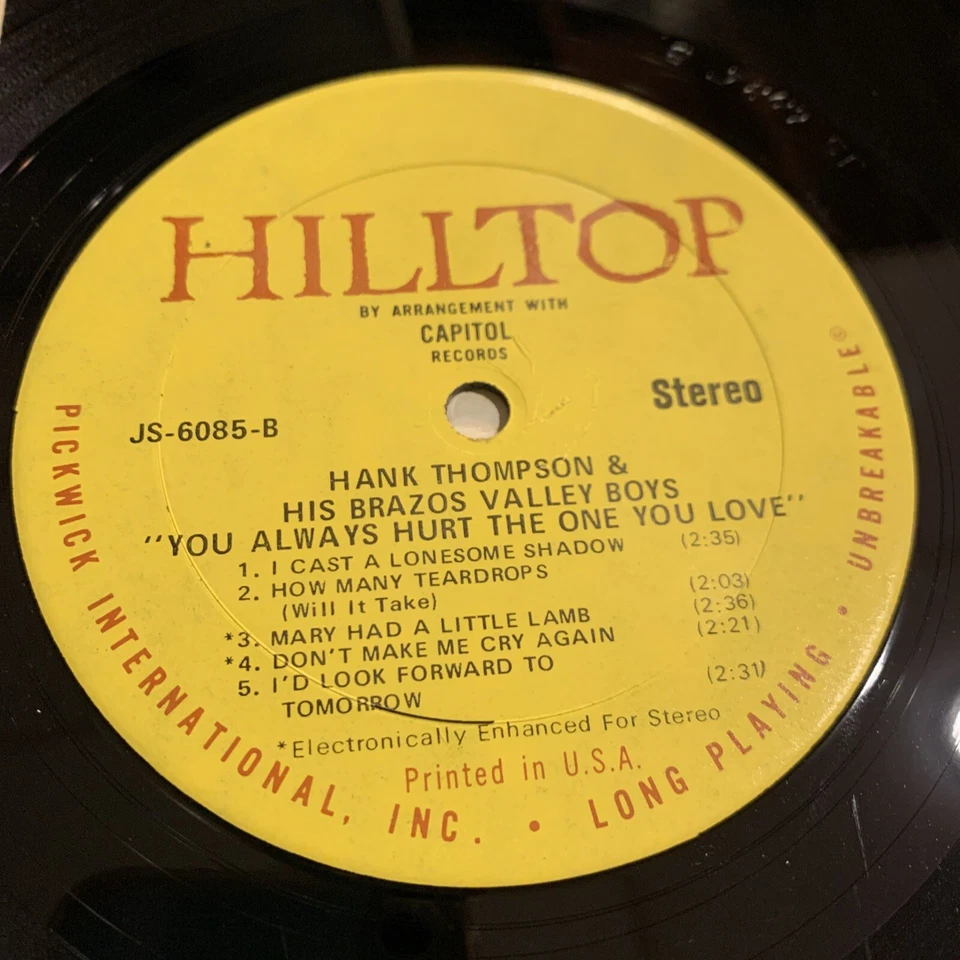 HILLTOP
BY ARRANGEMENT WITH
CAPITOL
RECORDS
Stereo
JS-6085-B
HANK THOMPSON &
HIS BRAZOS VALLEY BOYS
"YOU ALWAYS HURT THE ONE YOU LOVE"
1. I CAST A LONESOME SHADOW (2:35)
2. HOW MANY TEARDROPS
(Will It Take) (2:03)
*3. MARY HAD A LITTLE LAMB (2:36)
*4. DON'T MAKE ME CRY AGAIN (2:21)
5. I'D LOOK FORWARD TO
TOMORROW (2:31)
*Electronically Enhanced For Stereo
Printed in U.S.A.
PICKWICK INTERNATIONAL, INC. • LONG PLAYING • UNBREAKABLE®